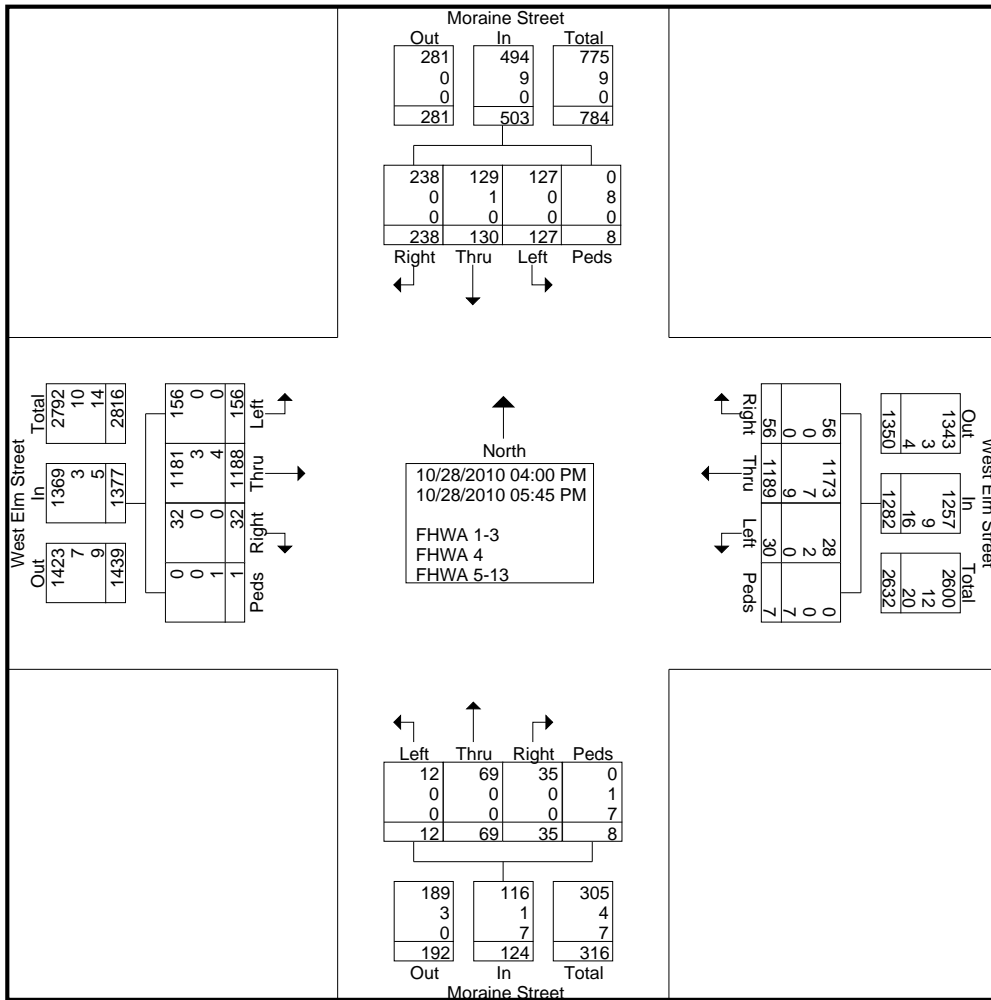 Moraine Street
Out In Total
281 494 775
0 9 9
0 0 0
281 503 784
238 129 127 0
0 1 0 8
0 0 0 0
238 130 127 8
Right Thru Left Peds
West Elm Street
Total In Out
2792 1369 1423
10 3 7
14 5 9
2816 1377 1439
156 1181 32 0
0 3 0 0
0 4 0 1
156 1188 32 1
Left Thru Right Peds
North
10/28/2010 04:00 PM
10/28/2010 05:45 PM
FHWA 1-3
FHWA 4
FHWA 5-13
Right Thru Left Peds
56 1173 28 0
0 7 2 0
0 9 0 7
56 1189 30 7
West Elm Street
Out In Total
1343 1257 2600
3 9 12
4 16 20
1350 1282 2632
Left Thru Right Peds
12 69 35 0
0 0 0 1
0 0 0 7
12 69 35 8
189 116 305
3 1 4
0 7 7
192 124 316
Out In Total
Moraine Street